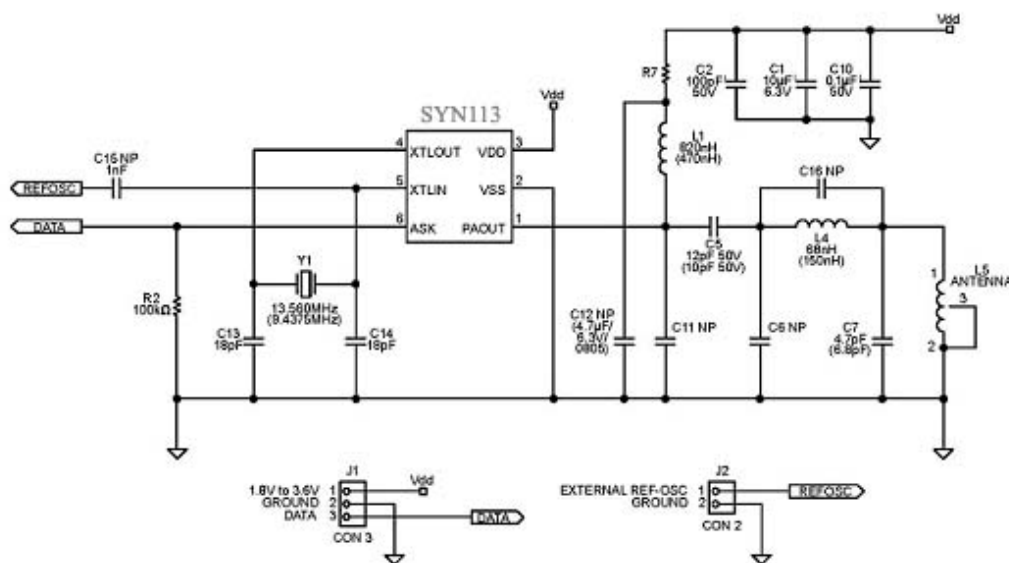 Vdd
R7
C2
100pF
50V
C1
10µF
6.3V
C10
0.1µF
50V
SYN113
Vdd
L1
820nH
(470nH)
C15 NP
1nF
4
XTLOUT
VDD
3
C16 NP
REFOSC
5
XTLIN
VSS
2
DATA
6
ASK
PAOUT
1
C5
12pF 50V
(10pF 50V)
L4
68nH
(150nH)
L5
ANTENNA
1
3
2
Y1
13.560MHz
(9.4375MHz)
R2
100kΩ
C13
18pF
C14
18pF
C12 NP
(4.7µF/
6.3V/
0805)
C11 NP
C6 NP
C7
4.7pF
(6.8pF)
J1
1.8V to 3.6V
1
Vdd
GROUND
2
DATA
3
DATA
CON 3
J2
EXTERNAL REF-OSC
1
REFOSC
GROUND
2
CON 2